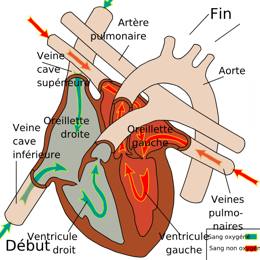 Fin
Artère
pulmonaire
Veine
cave
supérieure
Aorte
Oreillette
droite
Oreillette
gauche
Veine
cave
inférieure
Veines
pulmo-
naires
Début
Ventricule
droit
Ventricule
gauche
Sang oxygéné
Sang non oxygéné